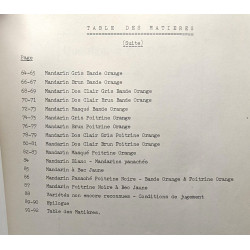 TABLE DES MATIERES
(Suite)
Page
64-65 Mandarin Gris Bande Orange
66-67 Mandarin Brun Bande Orange
68-69 Mandarin Dos Clair Gris Bande Orange
70-71 Mandarin Dos Clair Brun Bande Orange
72-73 Mandarin Masqué Bande Orange
74-75 Mandarin Gris Poitrine Orange
76-77 Mandarin Brun Poitrine Orange
78-79 Mandarin Dos Clair Gris Poitrine Orange
80-81 Mandarin Dos Clair Brun Poitrine Orange
82-83 Mandarin Masqué Poitrine Orange
84 Mandarin Blanc - Mandarins panachés
85 Mandarin à Bec Jaune
86 Mandarin Panaché Poitrine Noire - Bande Orange & Poitrine Orange
87 Mandarin Poitrine Noire à Bec Jaune
88 Variétés non encore reconnues - Conditions de jugement
89-90 Epilogue
91-92 Table des Matières.